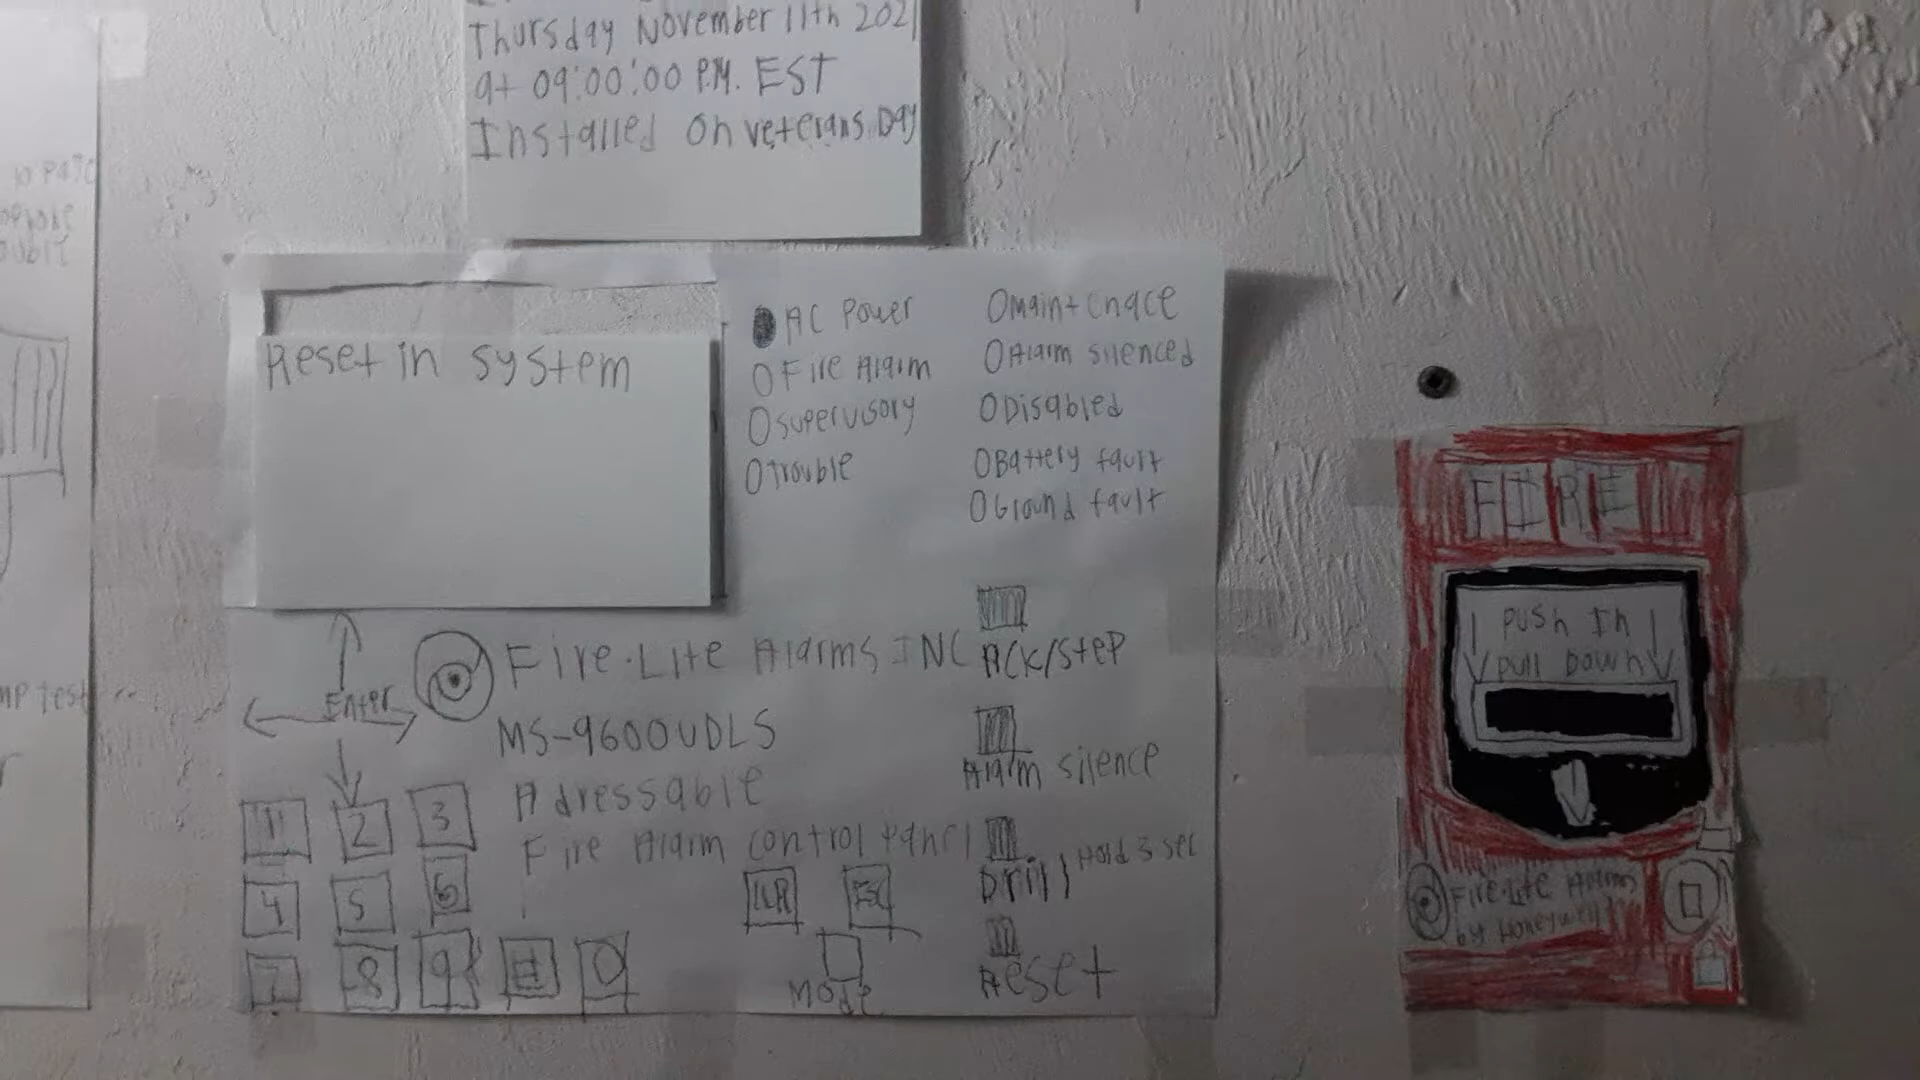 Thursday November 11th 2021
at 09:00:00 P.M. EST
Installed on veterans Day
Reset in system
AC Power
Fire Alarm
Supervisory
Trouble
Maintenace
Alarm silenced
Disabled
Battery fault
Ground fault
Enter
Fire.Lite Alarms INC
MS-9600UDLS
Adressable
Fire Alarm control panel
ACK/STEP
Alarm silence
Drill Hold 3 sec
Reset
1 2 3
4 5 6
7 8 9 0
Mode
FIRE
Push In
pull Down
Fire.Lite Alarms
by Honeywell
mp test